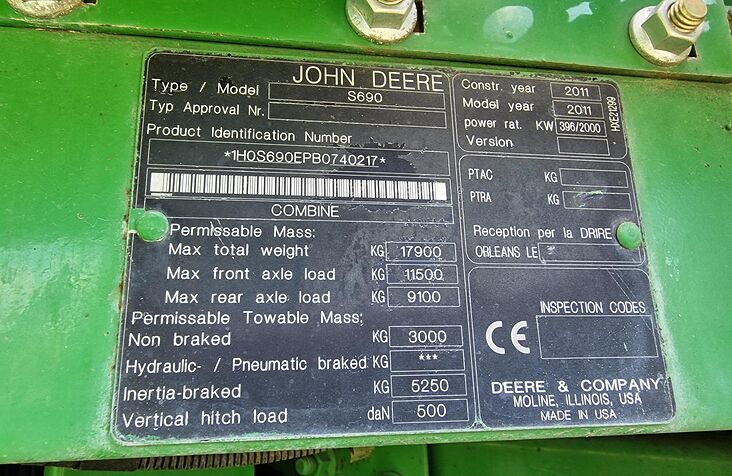 JOHN DEERE
Type / Model S690
Typ Approval Nr.
Product Identification Number
*1H0S690EPB0740217*
COMBINE
Permissable Mass:
Max total weight KG 17900
Max front axle load KG 11500
Max rear axle load KG 9100
Permissable Towable Mass:
Non braked KG 3000
Hydraulic- / Pneumatic braked KG ***
Inertia-braked KG 5250
Vertical hitch load daN 500
Constr. year 2011
Model year 2011
power rat. KW 396/2000
Version
HXE21299
PTAC KG
PTRA KG
Reception per la DRIRE
ORLEANS LE
INSPECTION CODES
CE
DEERE & COMPANY
MOLINE, ILLINOIS, USA
MADE IN USA